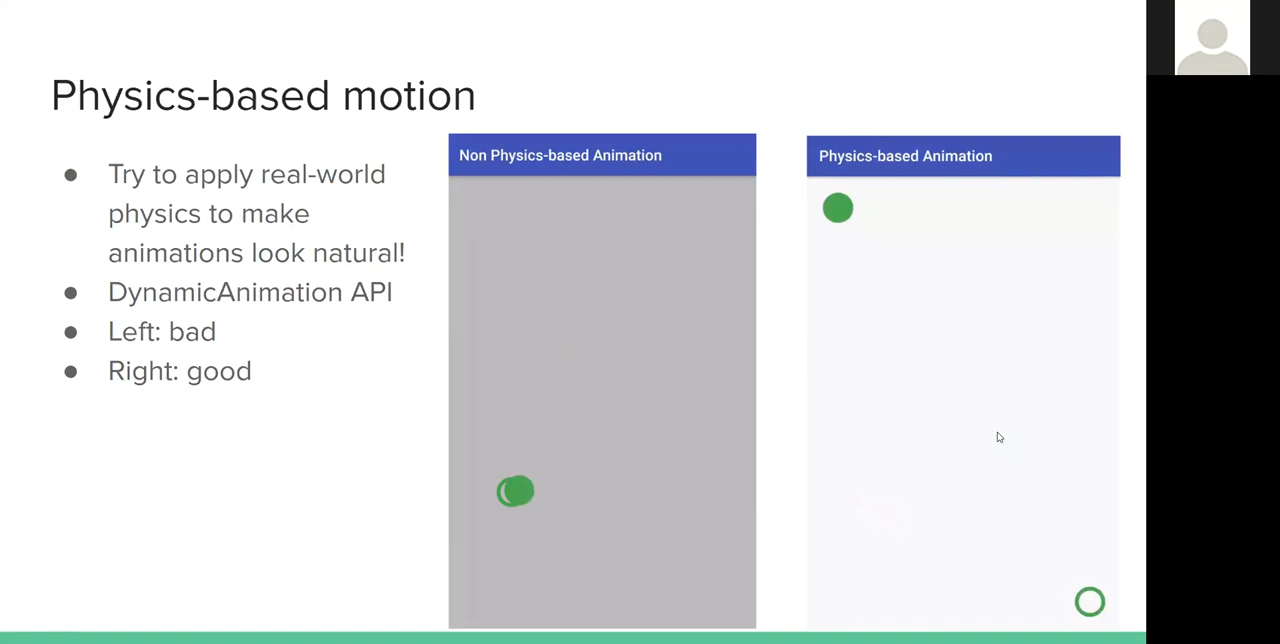 Physics-based motion
Try to apply real-world
physics to make
animations look natural!
DynamicAnimation API
Left: bad
Right: good
Non Physics-based Animation
Physics-based Animation